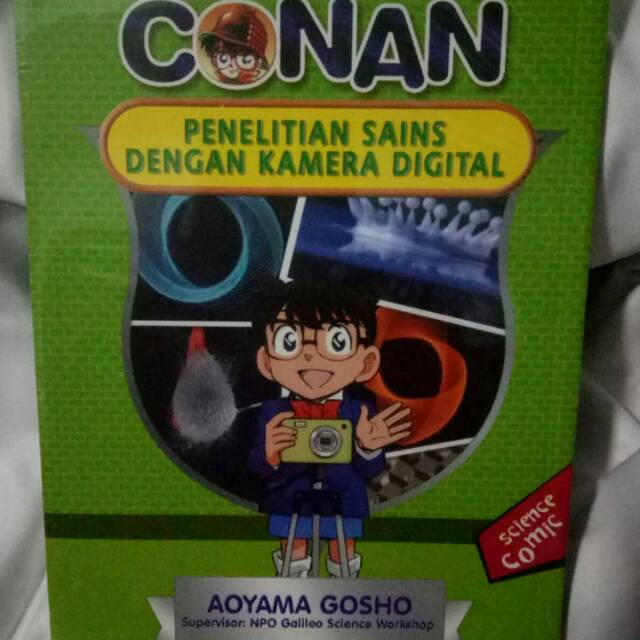 CONAN
PENELITIAN SAINS
DENGAN KAMERA DIGITAL
science
comic
AOYAMA GOSHO
Supervisor: NPO Galileo Science Workshop